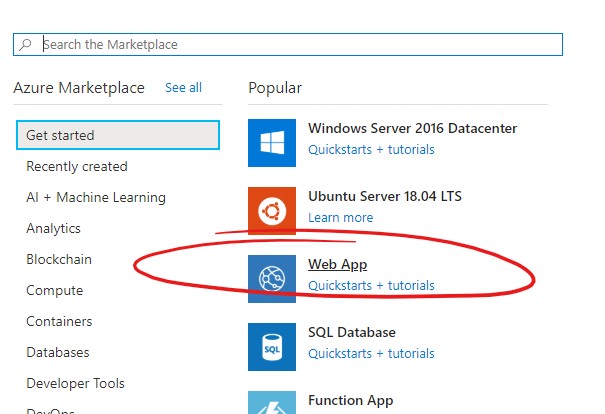 Search the Marketplace
Azure Marketplace See all
Popular
Get started
Recently created
AI + Machine Learning
Analytics
Blockchain
Compute
Containers
Databases
Developer Tools
DevOps
Windows Server 2016 Datacenter
Quickstarts + tutorials
Ubuntu Server 18.04 LTS
Learn more
Web App
Quickstarts + tutorials
SQL
SQL Database
Quickstarts + tutorials
Function App